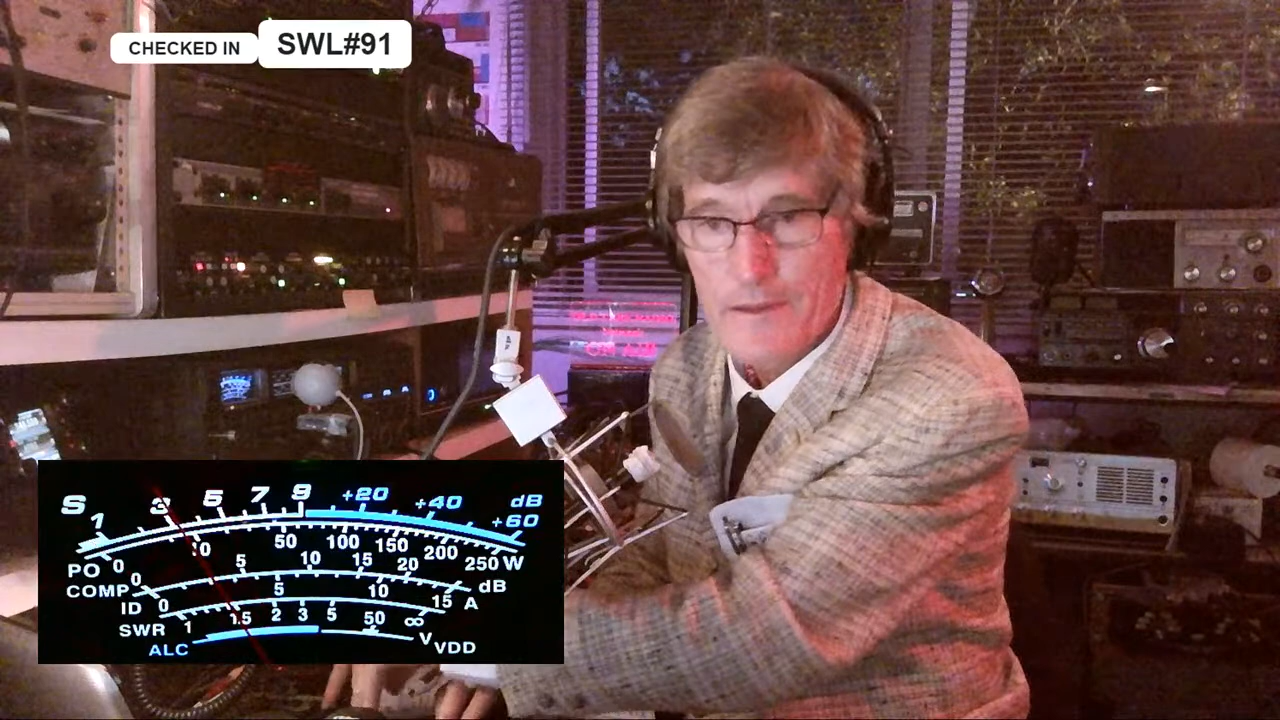 CHECKED IN SWL#91
ON AIR
S 1 3 5 7 9 +20 +40 +60 dB
PO 0 10 50 100 150 200 250 W
COMP 0 5 10 15 20 dB
ID 0 5 10 15 A
SWR 1 1.5 2 3 5 50 ∞
ALC V VDD